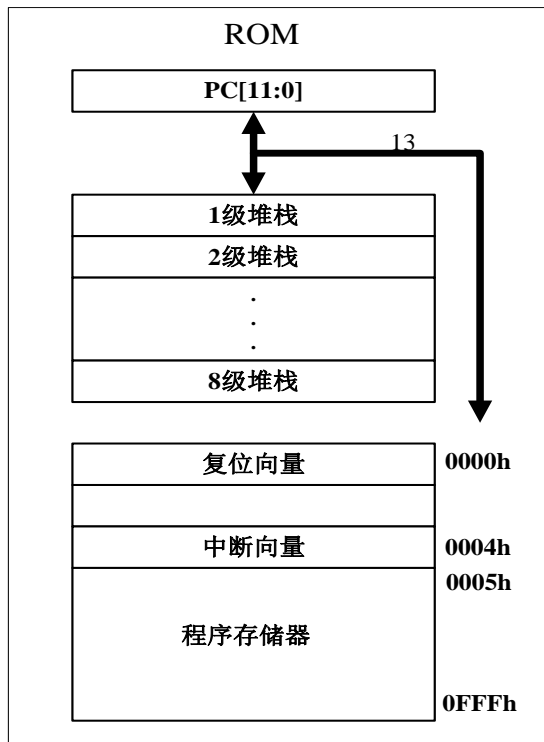 ROM
PC[11:0]
13
1级堆栈
2级堆栈
.
.
.
8级堆栈
复位向量
0000h
中断向量
0004h
0005h
程序存储器
0FFFh